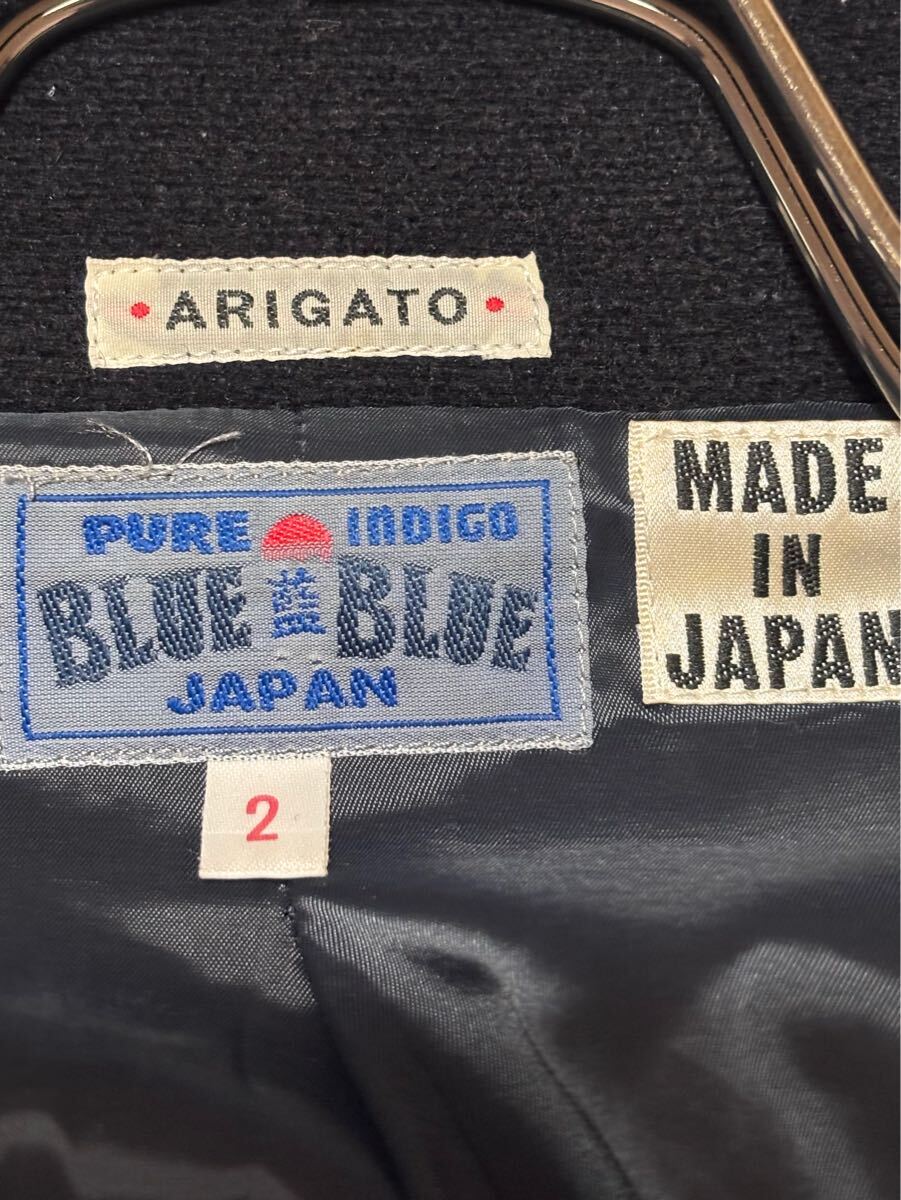 • ARIGATO •
PURE INDIGO
BLUE 藍 BLUE
JAPAN
MADE
IN
JAPAN
2